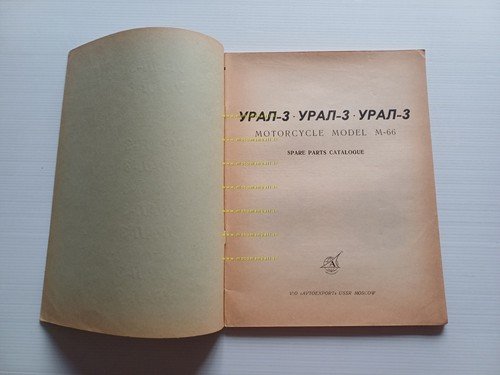 УРАЛ-3 · УРАЛ-3 · УРАЛ-3
MOTORCYCLE MODEL M-66
SPARE PARTS CATALOGUE
V/O «AVTOEXPORT» USSR MOSCOW